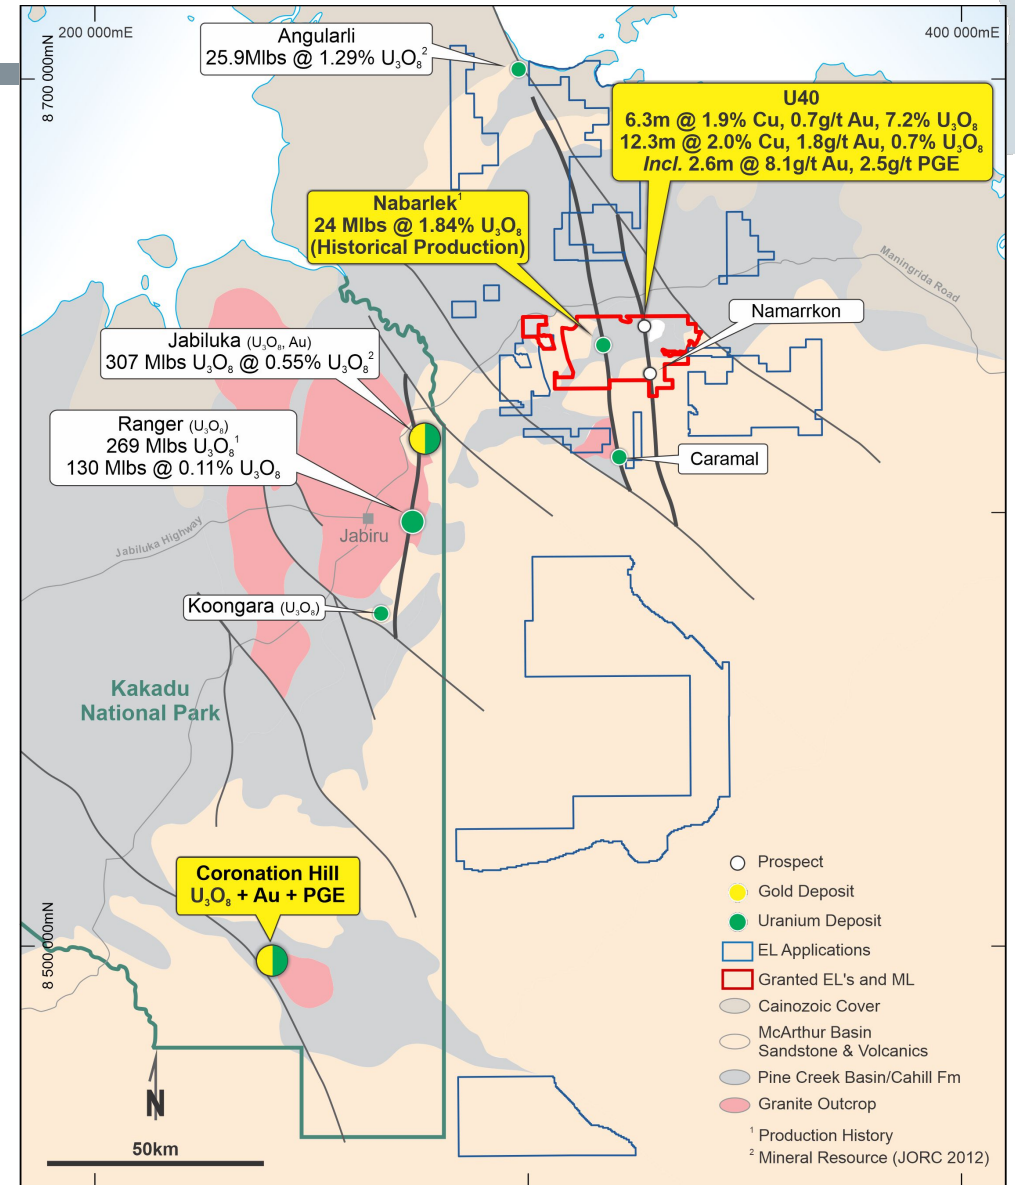 200 000mE
400 000mE
8 700 000mN
Angularli
25.9Mlbs @ 1.29% U₃O₈²
U40
6.3m @ 1.9% Cu, 0.7g/t Au, 7.2% U₃O₈
12.3m @ 2.0% Cu, 1.8g/t Au, 0.7% U₃O₈
Incl. 2.6m @ 8.1g/t Au, 2.5g/t PGE
Nabarlek¹
24 Mlbs @ 1.84% U₃O₈
(Historical Production)
Maningrida Road
Namarrkon
Jabiluka (U₃O₈, Au)
307 Mlbs U₃O₈ @ 0.55% U₃O₈²
Ranger (U₃O₈)
269 Mlbs U₃O₈¹
130 Mlbs @ 0.11% U₃O₈
Caramal
Jabiru
Jabiluka Highway
Koongara (U₃O₈)
Kakadu
National Park
Coronation Hill
U₃O₈ + Au + PGE
8 500 000mN
N
50km
Prospect
Gold Deposit
Uranium Deposit
EL Applications
Granted EL's and ML
Cainozoic Cover
McArthur Basin
Sandstone & Volcanics
Pine Creek Basin/Cahill Fm
Granite Outcrop
¹ Production History
² Mineral Resource (JORC 2012)